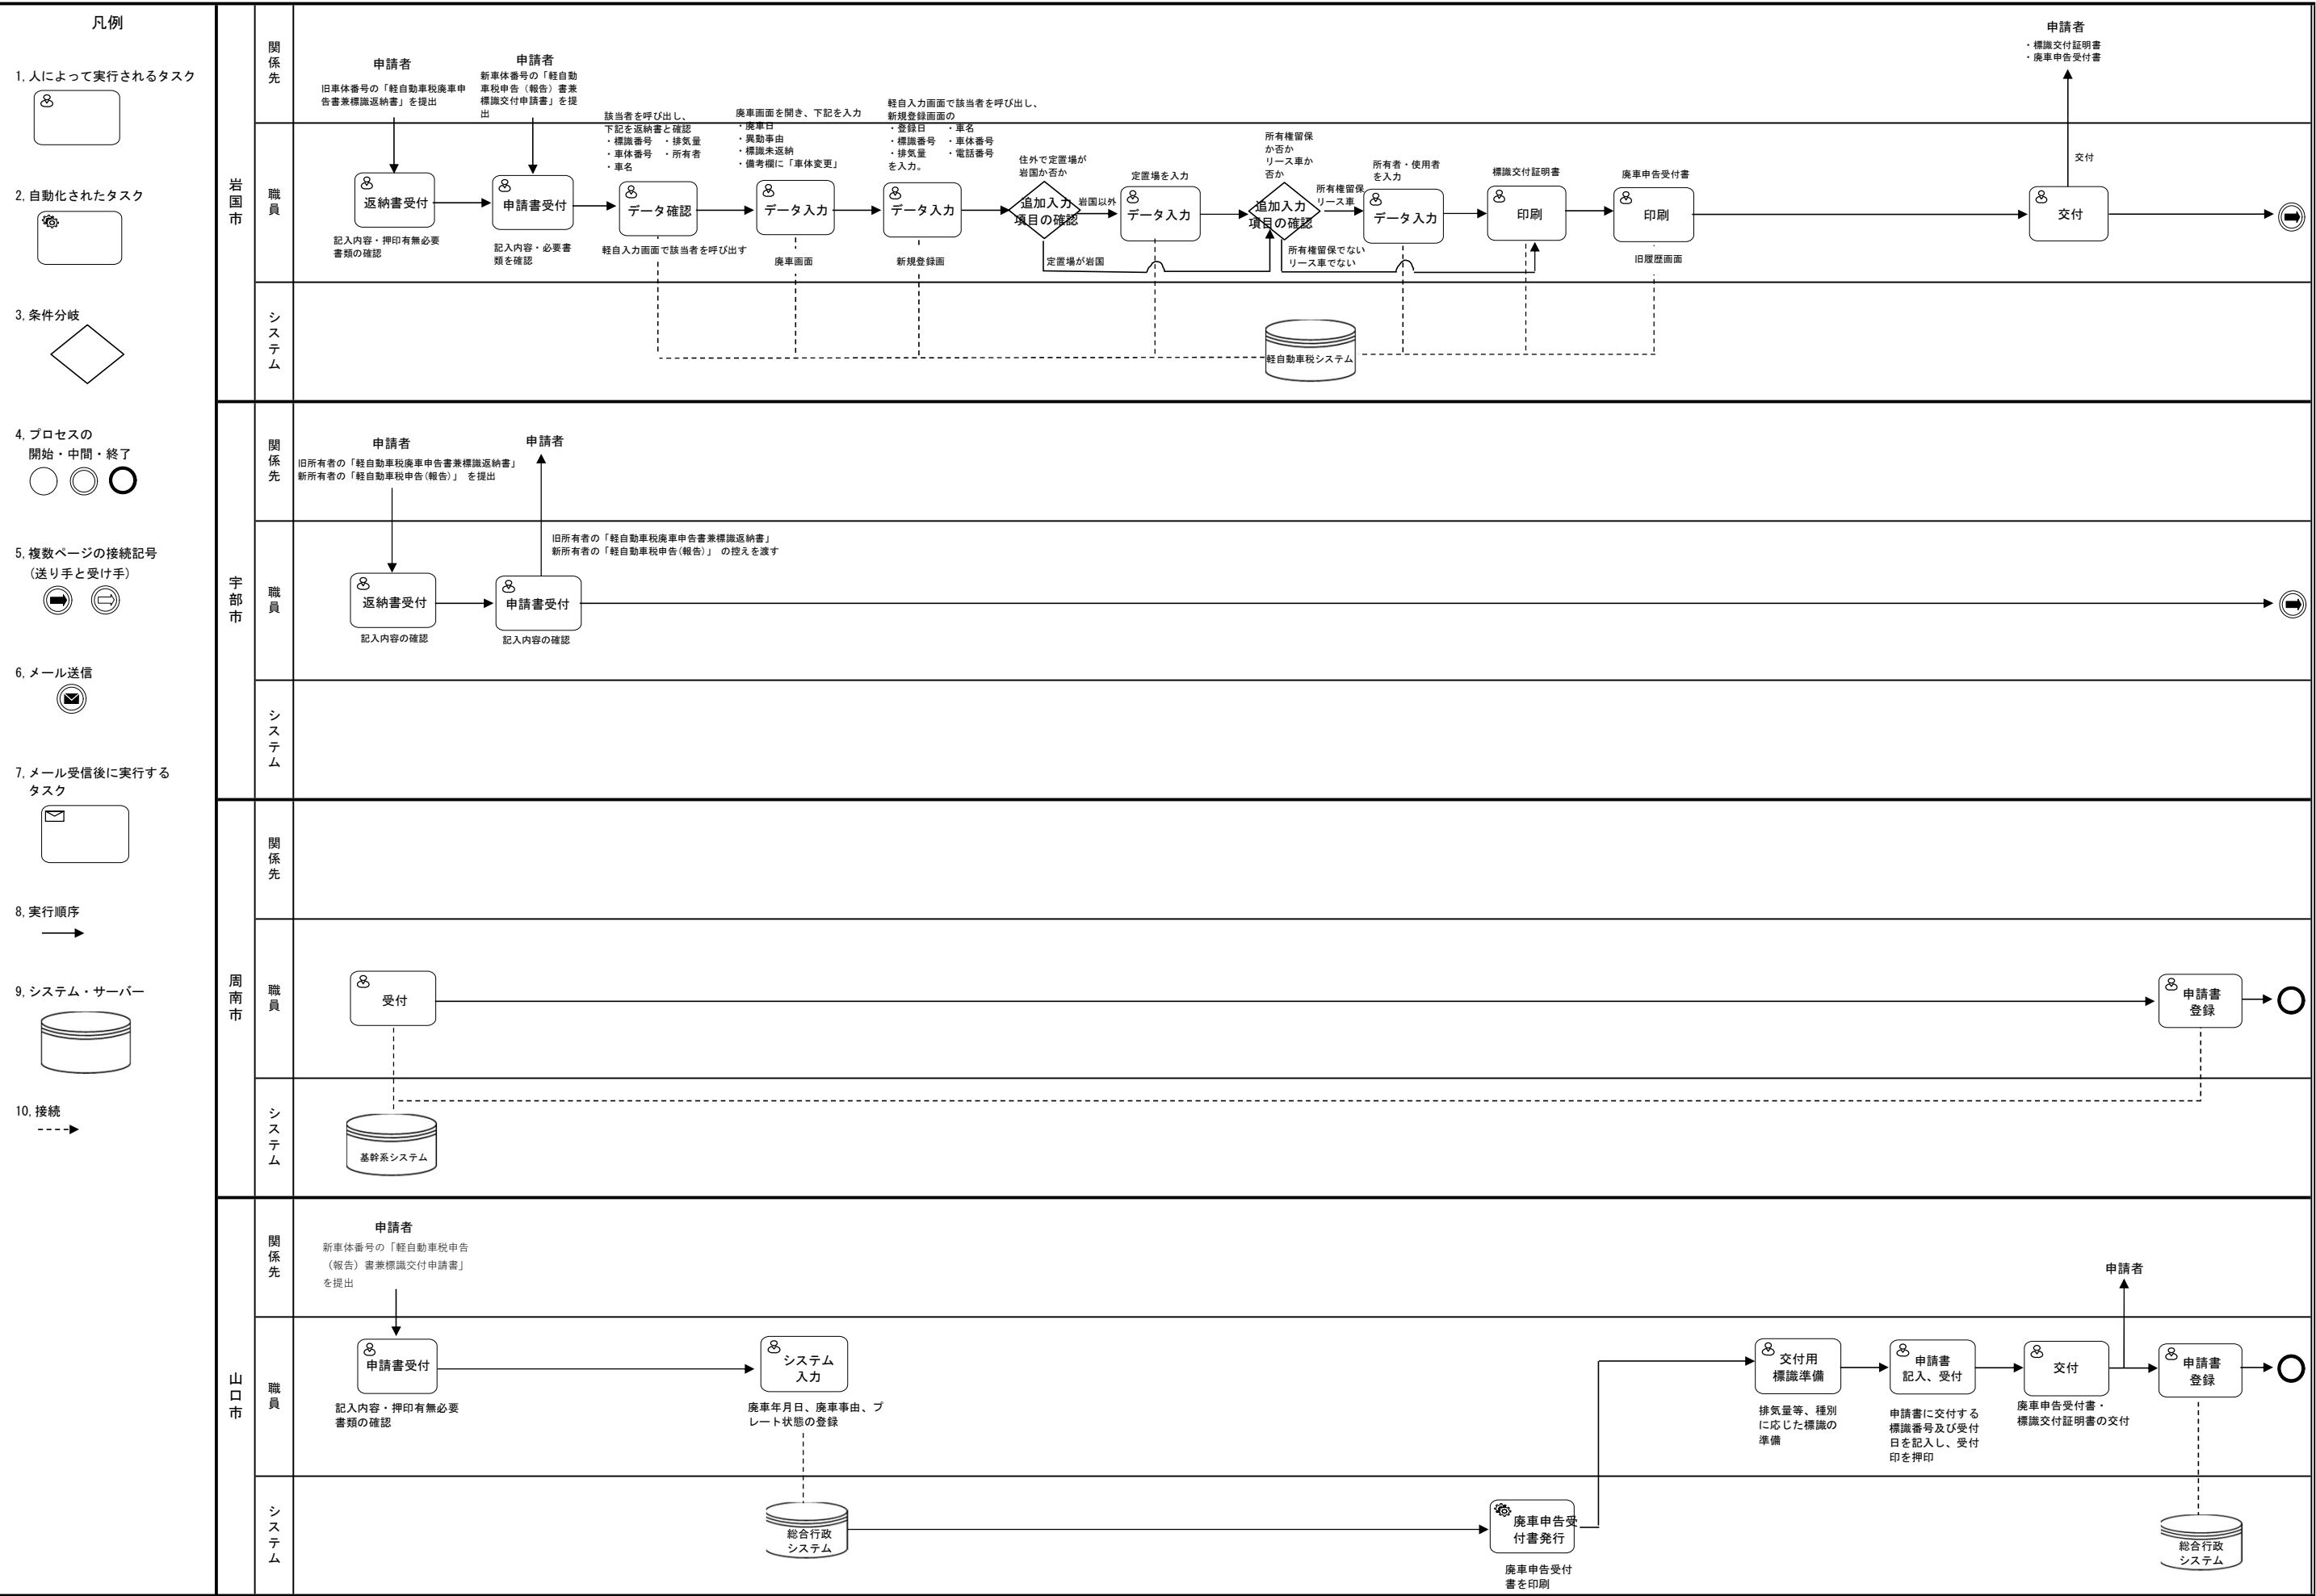 凡例
1, 人によって実行されるタスク
2, 自動化されたタスク
3, 条件分岐
4, プロセスの
開始・中間・終了
5, 複数ページの接続記号
(送り手と受け手)
6, メール送信
7, メール受信後に実行する
タスク
8, 実行順序
9, システム・サーバー
10, 接続
岩国市
関係先
職員
システム
申請者
旧車体番号の「軽自動車税廃車申
告書兼標識返納書」を提出
申請者
新車体番号の「軽自動
車税申告（報告）書兼
標識交付申請書」を提
出
該当者を呼び出し、
下記を返納書と確認
・標識番号　・排気量
・車体番号　・所有者
・車名
廃車画面を開き、下記を入力
・廃車日
・異動事由
・標識未返納
・備考欄に「車体変更」
軽自入力画面で該当者を呼び出し、
新規登録画面の
・登録日　　・車名
・標識番号　・車体番号
・排気量　　・電話番号
を入力。
住外で定置場が
岩国か否か
定置場を入力
所有権留保
か否か
リース車か
否か
所有者・使用者
を入力
標識交付証明書
廃車申告受付書
申請者
・標識交付証明書
・廃車申告受付書
交付
返納書受付
申請書受付
データ確認
データ入力
データ入力
追加入力
項目の確認
岩国以外
データ入力
追加入力
項目の確認
所有権留保
リース車
データ入力
印刷
印刷
交付
記入内容・押印有無必要
書類の確認
記入内容・必要書
類を確認
軽自入力画面で該当者を呼び出す
廃車画面
新規登録画
定置場が岩国
所有権留保でない
リース車でない
旧履歴画面
軽自動車税システム
宇部市
関係先
職員
システム
申請者
旧所有者の「軽自動車税廃車申告書兼標識返納書」
新所有者の「軽自動車税申告(報告)」 を提出
申請者
旧所有者の「軽自動車税廃車申告書兼標識返納書」
新所有者の「軽自動車税申告(報告)」 の控えを渡す
返納書受付
申請書受付
記入内容の確認
記入内容の確認
周南市
関係先
職員
システム
受付
申請書
登録
基幹系システム
山口市
関係先
職員
システム
申請者
新車体番号の「軽自動車税申告
（報告）書兼標識交付申請書」
を提出
申請者
申請書受付
記入内容・押印有無必要
書類の確認
システム
入力
廃車年月日、廃車事由、プ
レート状態の登録
交付用
標識準備
排気量等、種別
に応じた標識の
準備
申請書
記入、受付
申請書に交付する
標識番号及び受付
日を記入し、受付
印を押印
交付
廃車申告受付書・
標識交付証明書の交付
申請書
登録
総合行政
システム
廃車申告受
付書発行
廃車申告受付
書を印刷
総合行政
システム